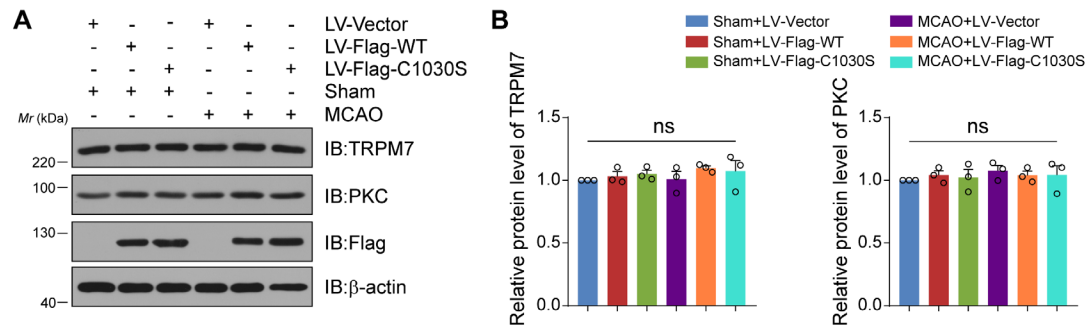 A
+ - - + - - LV-Vector
- + - - + - LV-Flag-WT
- - + - - + LV-Flag-C1030S
+ + + - - - Sham
- - - + + + MCAO
Mr (kDa)
220 IB:TRPM7
100 IB:PKC
130 IB:Flag
40 IB:β-actin
B
Sham+LV-Vector MCAO+LV-Vector
Sham+LV-Flag-WT MCAO+LV-Flag-WT
Sham+LV-Flag-C1030S MCAO+LV-Flag-C1030S
Relative protein level of TRPM7
1.5
1.0
0.5
0.0
ns
Relative protein level of PKC
1.5
1.0
0.5
0.0
ns